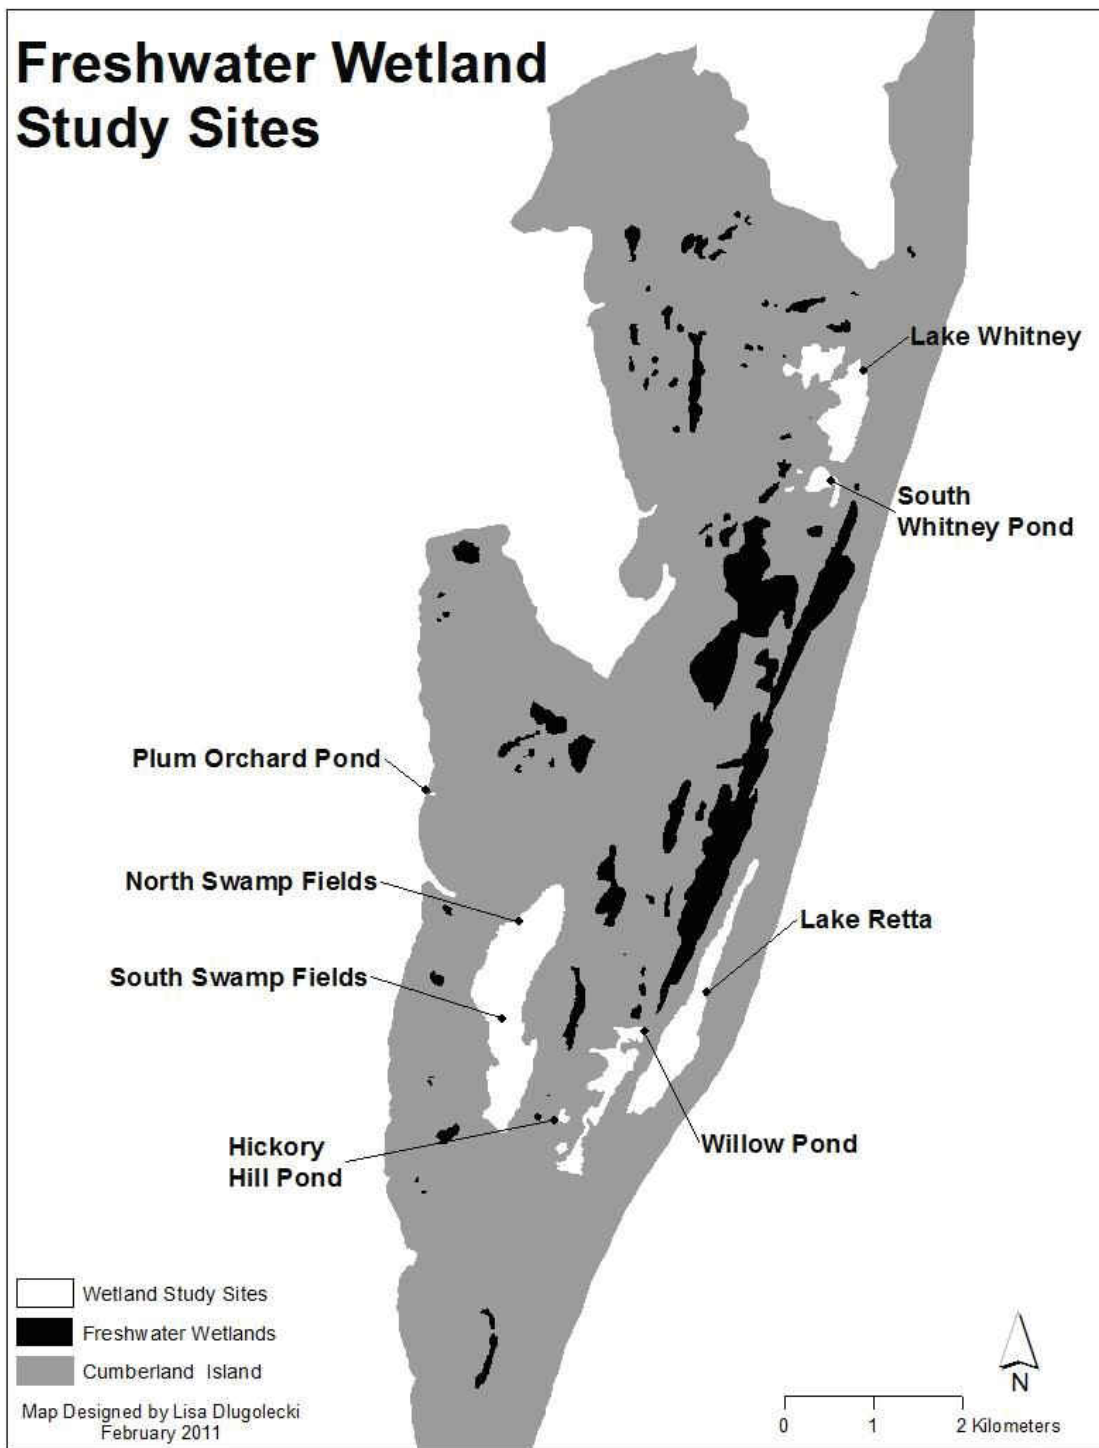 Freshwater Wetland
Study Sites
Lake Whitney
South
Whitney Pond
Plum Orchard Pond
North Swamp Fields
Lake Retta
South Swamp Fields
Hickory
Hill Pond
Willow Pond
Wetland Study Sites
Freshwater Wetlands
Cumberland Island
Map Designed by Lisa Dlugolecki
February 2011
N
0 1 2 Kilometers